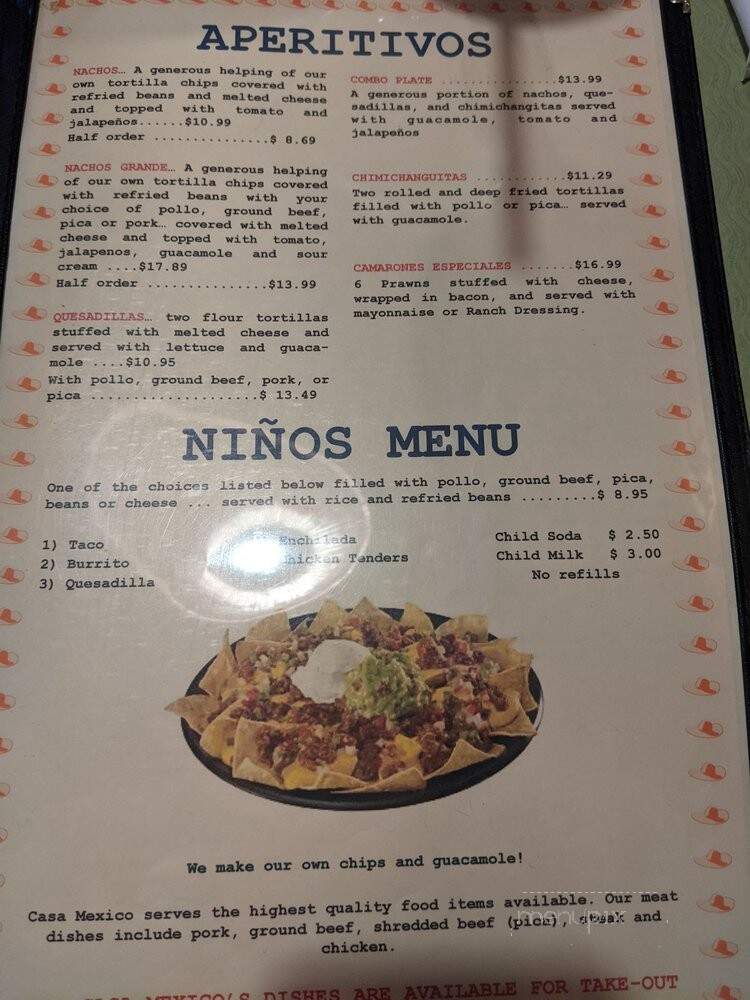 APERITIVOS
NACHOS… A generous helping of our
own tortilla chips covered with
refried beans and melted cheese
and topped with tomato and
jalapeños......$10.99
Half order ...............$ 8.69
NACHOS GRANDE… A generous helping
of our own tortilla chips covered
with refried beans with your
choice of pollo, ground beef,
pica or pork… covered with melted
cheese and topped with tomato,
jalapenos, guacamole and sour
cream ....$17.89
Half order ...............$13.99
QUESADILLAS… two flour tortillas
stuffed with melted cheese and
served with lettuce and guaca-
mole ....$10.95
With pollo, ground beef, pork, or
pica .....................$ 13.49
COMBO PLATE ...............$13.99
A generous portion of nachos, que-
sadillas, and chimichangitas served
with guacamole, tomato and
jalapeños
CHIMICHANGUITAS ............$11.29
Two rolled and deep fried tortillas
filled with pollo or pica… served
with guacamole.
CAMARONES ESPECIALES .......$16.99
6 Prawns stuffed with cheese,
wrapped in bacon, and served with
mayonnaise or Ranch Dressing.
NIÑOS MENU
One of the choices listed below filled with pollo, ground beef, pica,
beans or cheese ... served with rice and refried beans .........$ 8.95
1) Taco
2) Burrito
3) Quesadilla
Enchilada
Chicken Tenders
Child Soda $ 2.50
Child Milk $ 3.00
No refills
We make our own chips and guacamole!
Casa Mexico serves the highest quality food items available. Our meat
dishes include pork, ground beef, shredded beef (pica), steak and
chicken.
MEXICO'S DISHES ARE AVAILABLE FOR TAKE-OUT
menupix